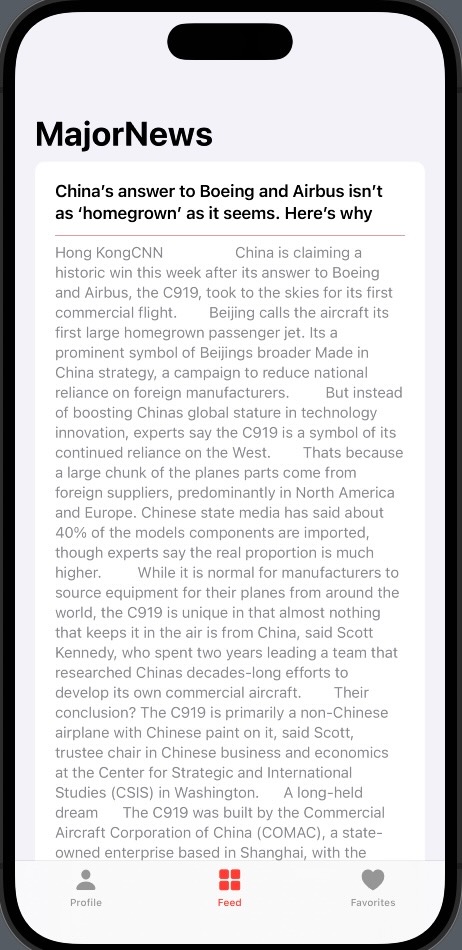 MajorNews
China’s answer to Boeing and Airbus isn’t
as ‘homegrown’ as it seems. Here’s why
Hong KongCNN China is claiming a
historic win this week after its answer to Boeing
and Airbus, the C919, took to the skies for its first
commercial flight. Beijing calls the aircraft its
first large homegrown passenger jet. Its a
prominent symbol of Beijings broader Made in
China strategy, a campaign to reduce national
reliance on foreign manufacturers. But instead
of boosting Chinas global stature in technology
innovation, experts say the C919 is a symbol of its
continued reliance on the West. Thats because
a large chunk of the planes parts come from
foreign suppliers, predominantly in North America
and Europe. Chinese state media has said about
40% of the models components are imported,
though experts say the real proportion is much
higher. While it is normal for manufacturers to
source equipment for their planes from around the
world, the C919 is unique in that almost nothing
that keeps it in the air is from China, said Scott
Kennedy, who spent two years leading a team that
researched Chinas decades-long efforts to
develop its own commercial aircraft. Their
conclusion? The C919 is primarily a non-Chinese
airplane with Chinese paint on it, said Scott,
trustee chair in Chinese business and economics
at the Center for Strategic and International
Studies (CSIS) in Washington. A long-held
dream The C919 was built by the Commercial
Aircraft Corporation of China (COMAC), a state-
owned enterprise based in Shanghai, with the
Profile
Feed
Favorites